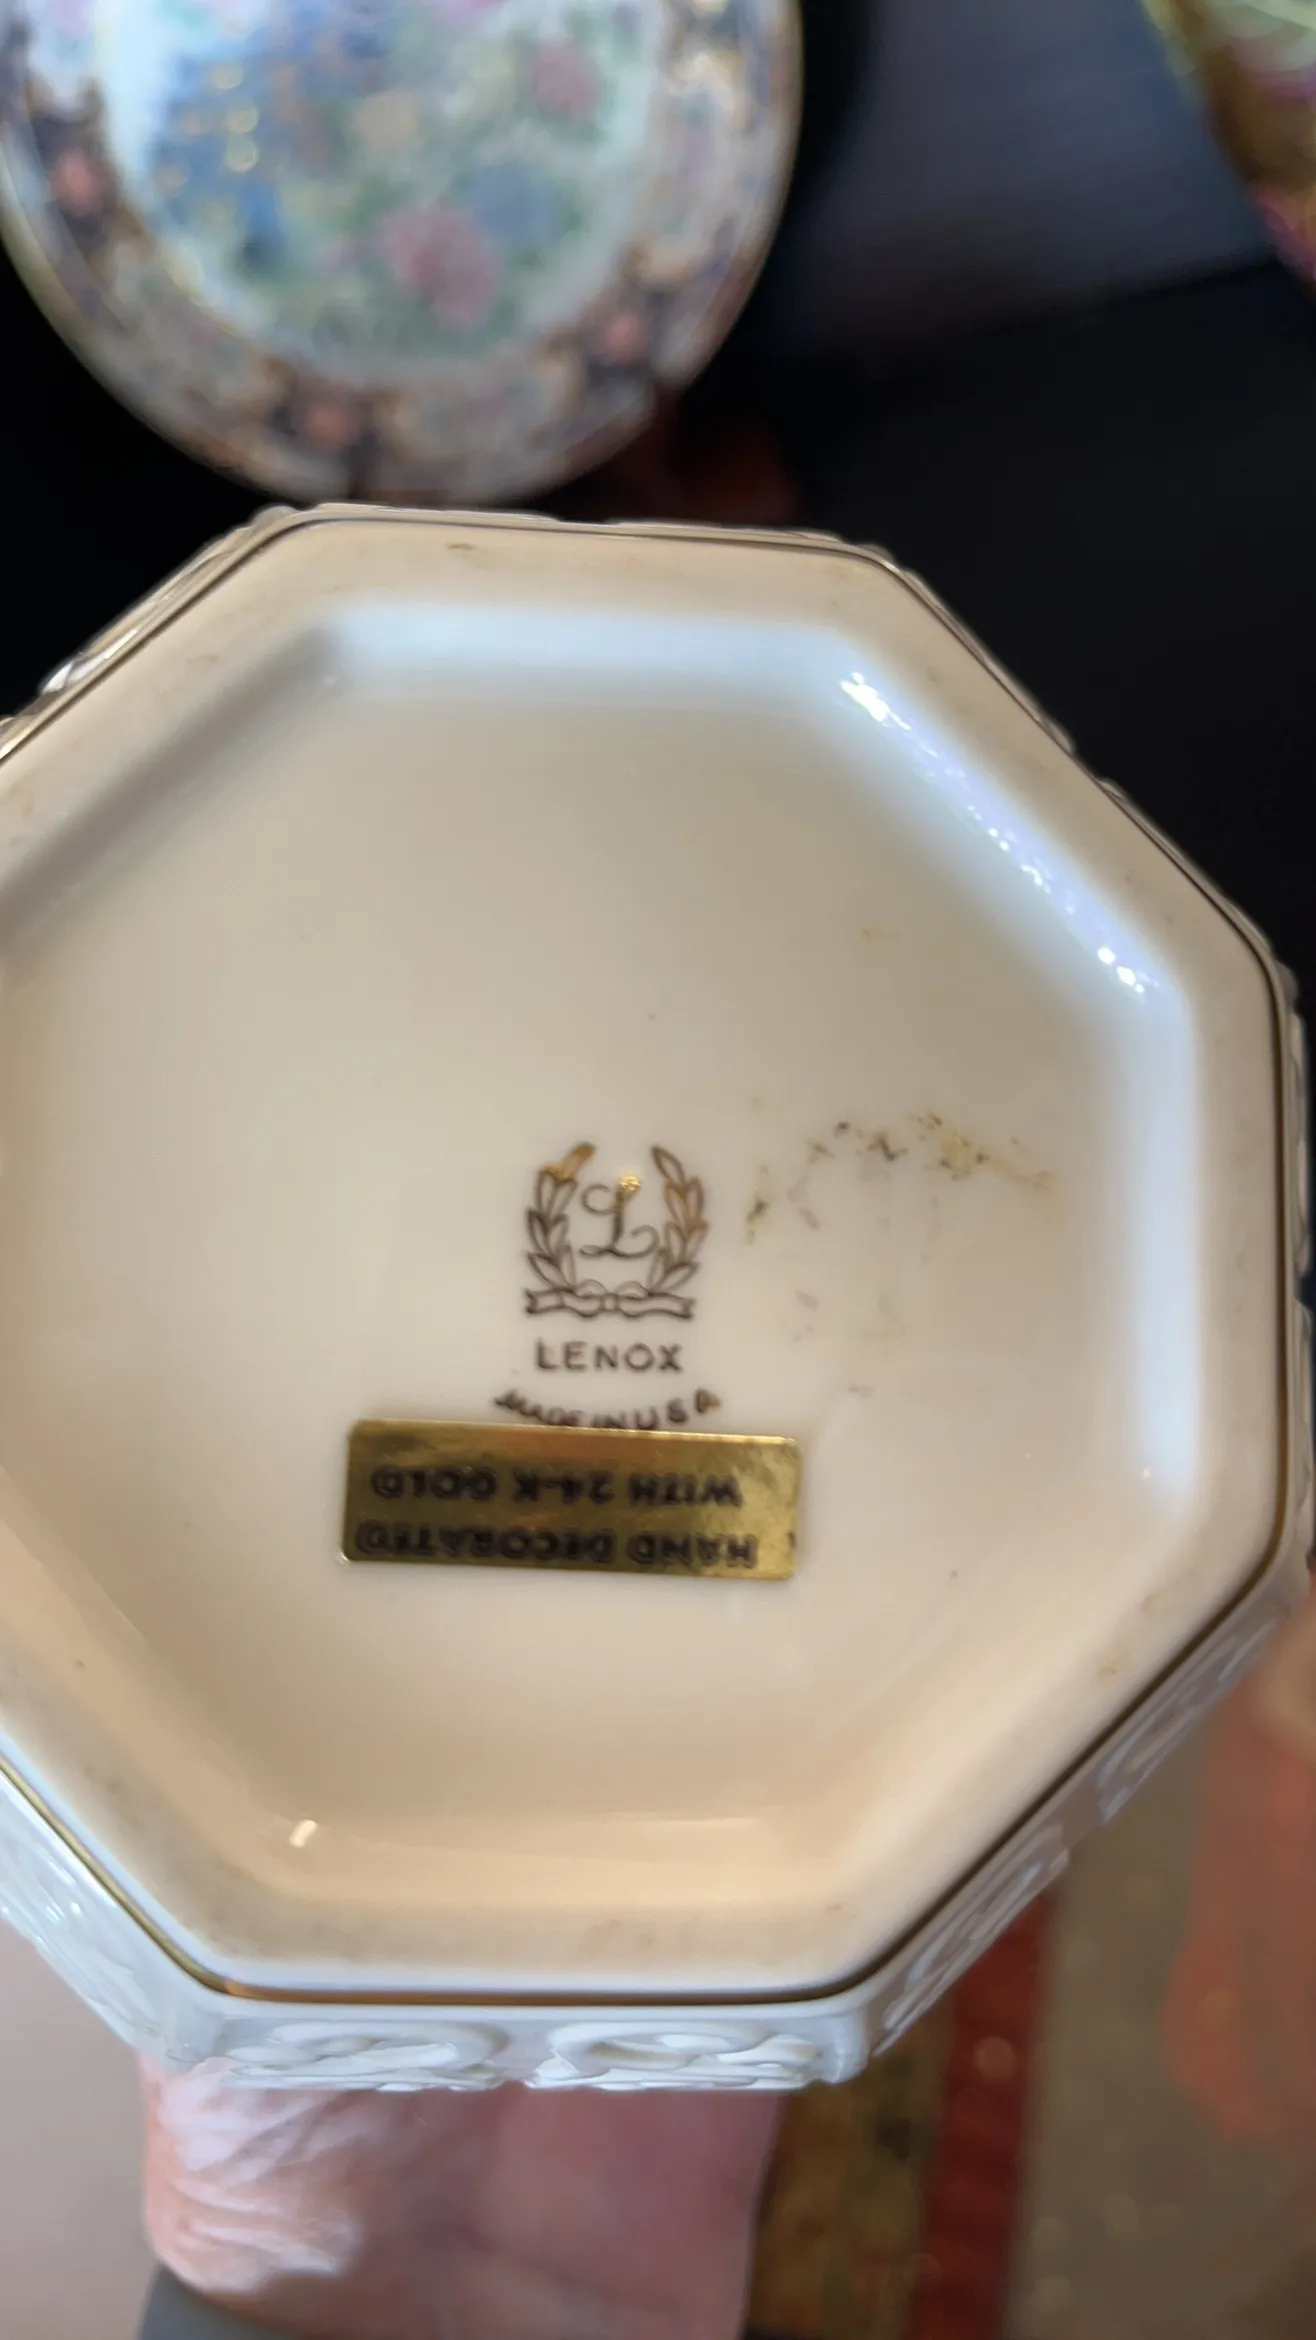 L
LENOX
MADE IN USA
HAND DECORATED
WITH 24-K GOLD